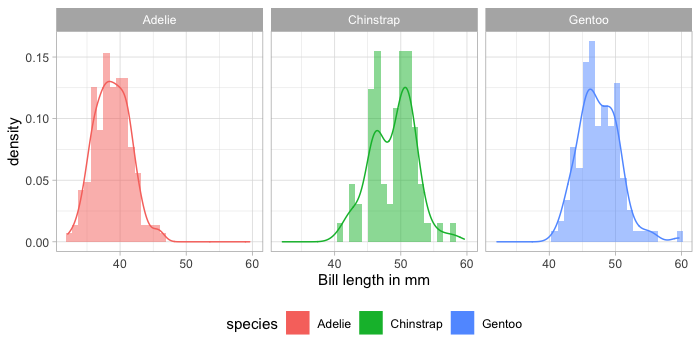 Adelie Chinstrap Gentoo
0.15
0.10
0.05
0.00
density
40 50 60 40 50 60 40 50 60
Bill length in mm
species Adelie Chinstrap Gentoo